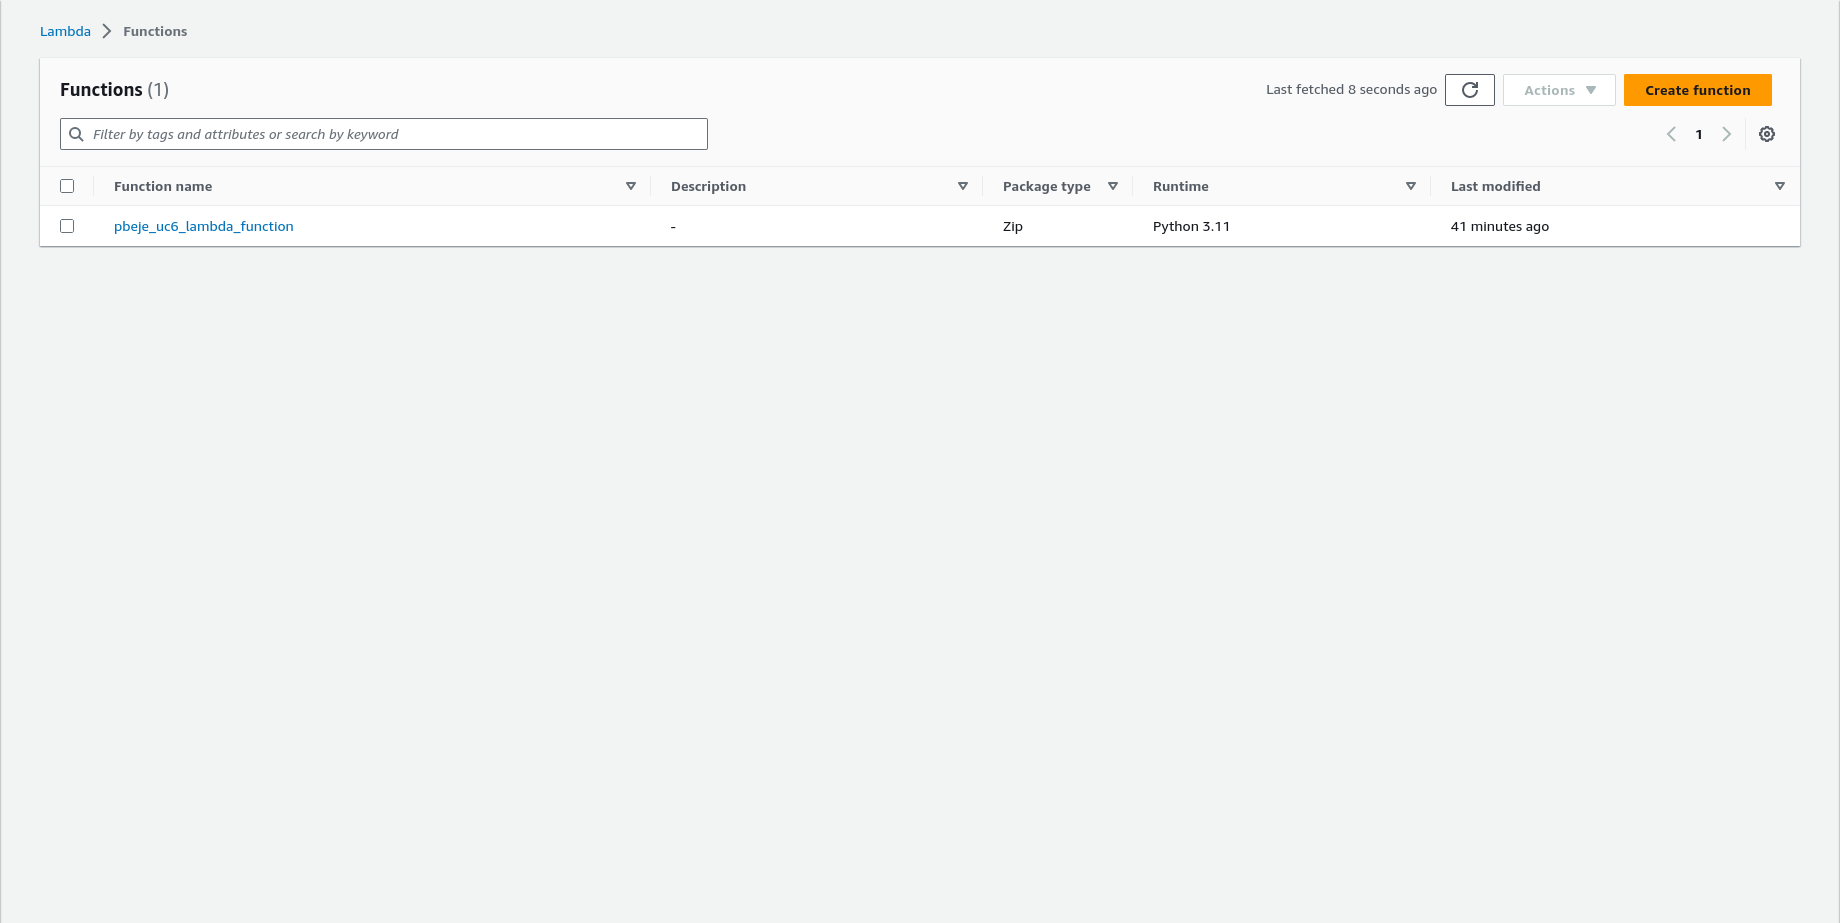 Lambda Functions
Functions (1)
Last fetched 8 seconds ago Actions Create function
Filter by tags and attributes or search by keyword
1
Function name Description Package type Runtime Last modified
pbeje_uc6_lambda_function - Zip Python 3.11 41 minutes ago